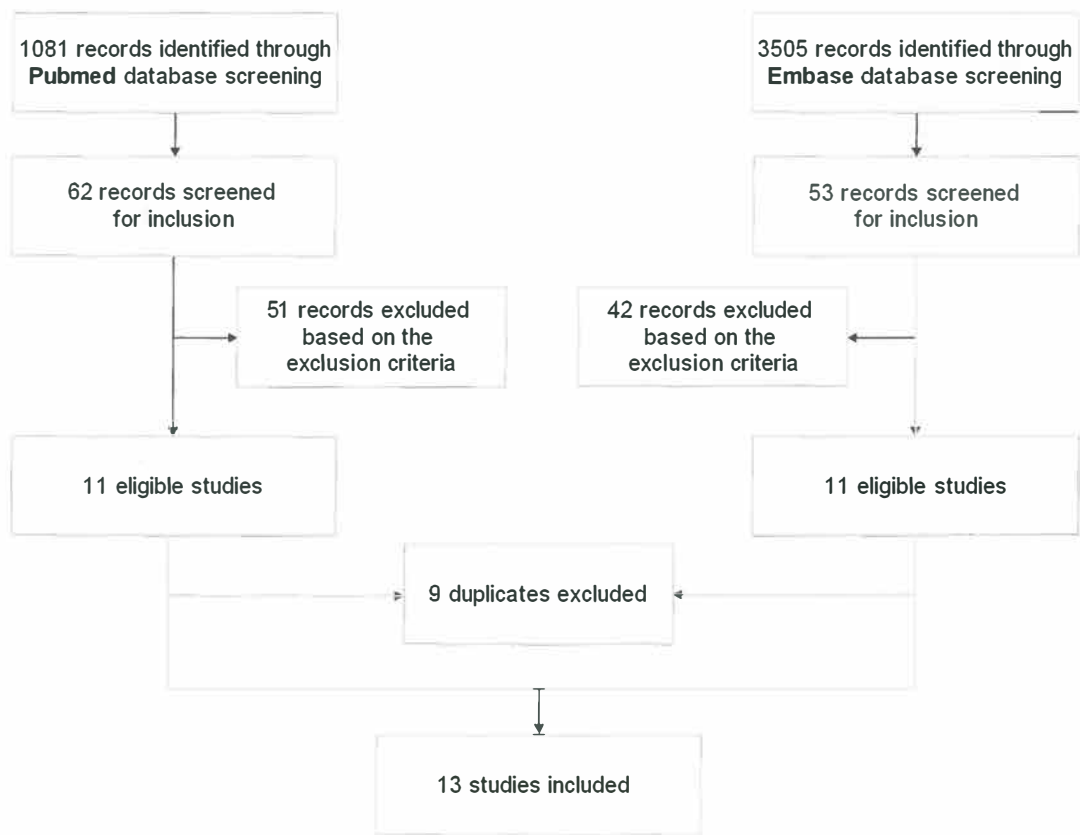 1081 records identified through
Pubmed database screening
3505 records identified through
Embase database screening
62 records screened
for inclusion
53 records screened
for inclusion
51 records excluded
based on the
exclusion criteria
42 records excluded
based on the
exclusion criteria
11 eligible studies
11 eligible studies
9 duplicates excluded
13 studies included